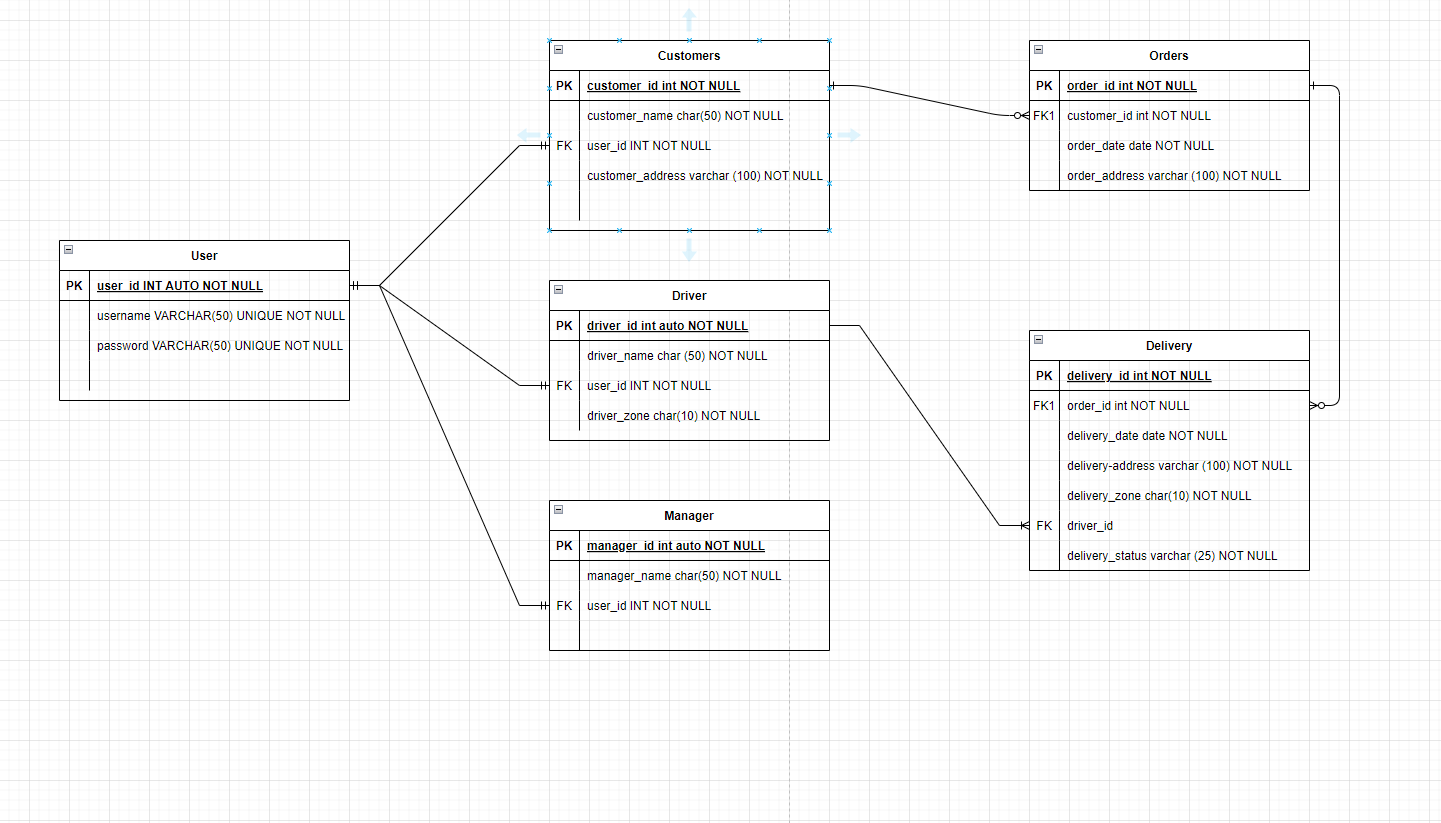 Customers
PK customer_id int NOT NULL
customer_name char(50) NOT NULL
FK user_id INT NOT NULL
customer_address varchar (100) NOT NULL
Orders
PK order_id int NOT NULL
FK1 customer_id int NOT NULL
order_date date NOT NULL
order_address varchar (100) NOT NULL
User
PK user_id INT AUTO NOT NULL
username VARCHAR(50) UNIQUE NOT NULL
password VARCHAR(50) UNIQUE NOT NULL
Driver
PK driver_id int auto NOT NULL
driver_name char (50) NOT NULL
FK user_id INT NOT NULL
driver_zone char(10) NOT NULL
Delivery
PK delivery_id int NOT NULL
FK1 order_id int NOT NULL
delivery_date date NOT NULL
delivery-address varchar (100) NOT NULL
delivery_zone char(10) NOT NULL
FK driver_id
delivery_status varchar (25) NOT NULL
Manager
PK manager_id int auto NOT NULL
manager_name char(50) NOT NULL
FK user_id INT NOT NULL